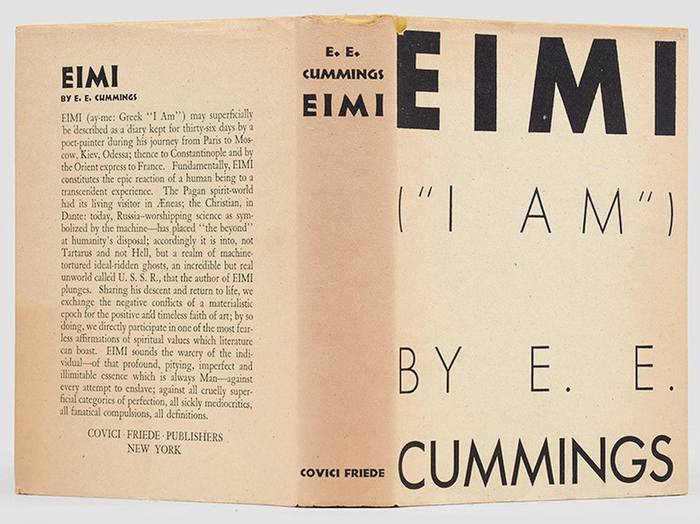 EIMI
BY E. E. CUMMINGS
EIMI (ay-me: Greek "I Am") may superficially
be described as a diary kept for thirty-six days by a
poet-painter during his journey from Paris to Mos-
cow, Kiev, Odessa; thence to Constantinople and by
the Orient express to France. Fundamentally, EIMI
constitutes the epic reaction of a human being to a
transcendent experience. The Pagan spirit-world
had its living visitor in Æneas; the Christian, in
Dante: today, Russia–worshipping science as sym-
bolized by the machine–has placed "the beyond"
at humanity's disposal; accordingly it is into, not
Tartarus and not Hell, but a realm of machine-
tortured ideal-ridden ghosts, an incredible but real
unworld called U. S. S. R., that the author of EIMI
plunges. Sharing his descent and return to life, we
exchange the negative conflicts of a materialistic
epoch for the positive and timeless faith of art; by so
doing, we directly participate in one of the most fear-
less affirmations of spiritual values which literature
can boast. EIMI sounds the warcry of the indi-
vidual—of that profound, pitying, imperfect and
illimitable essence which is always Man—against
every attempt to enslave; against all cruelly super-
ficial categories of perfection, all sickly mediocrities,
all fanatical compulsions, all definitions.
COVICI · FRIEDE · PUBLISHERS
NEW YORK
E. E.
CUMMINGS
EIMI
COVICI FRIEDE
EIMI
("I AM")
BY E. E.
CUMMINGS